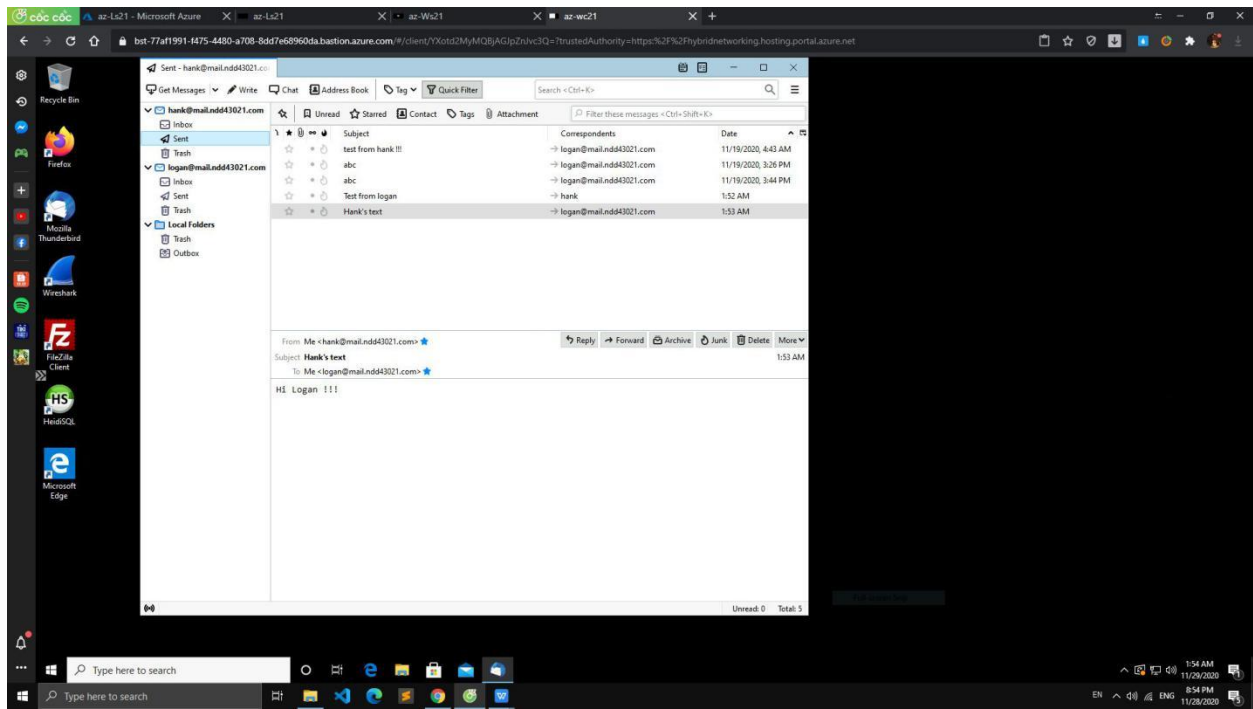 cốc cốc az-Ls21 - Microsoft Azure az-Ls21 az-Ws21 az-wc21
bst-77af1991-f475-4480-a708-8dd7e68960da.bastion.azure.com/#/client/YXotd2MyMQBjAGJpZnJvc3Q=?trustedAuthority=https:%2F%2Fhybridnetworking.hosting.portal.azure.net
Sent - hank@mail.ndd43021.co
Get Messages Write Chat Address Book Tag Quick Filter Search <Ctrl+K>
Unread Starred Contact Tags Attachment Filter these messages <Ctrl+Shift+K>
Recycle Bin
Firefox
Mozilla
Thunderbird
Wireshark
FileZilla
Client
HeidiSQL
Microsoft
Edge
hank@mail.ndd43021.com
Inbox
Sent
Trash
logan@mail.ndd43021.com
Inbox
Sent
Trash
Local Folders
Trash
Outbox
Subject Correspondents Date
test from hank !!! logan@mail.ndd43021.com 11/19/2020, 4:43 AM
abc logan@mail.ndd43021.com 11/19/2020, 3:26 PM
abc logan@mail.ndd43021.com 11/19/2020, 3:44 PM
Test from logan hank 1:52 AM
Hank's text logan@mail.ndd43021.com 1:53 AM
From Me <hank@mail.ndd43021.com> Reply Forward Archive Junk Delete More
Subject Hank's text 1:53 AM
To Me <logan@mail.ndd43021.com>
Hi Logan !!!
Unread: 0 Total: 5
Type here to search 1:54 AM
11/29/2020
Type here to search EN ENG 8:54 PM
11/28/2020